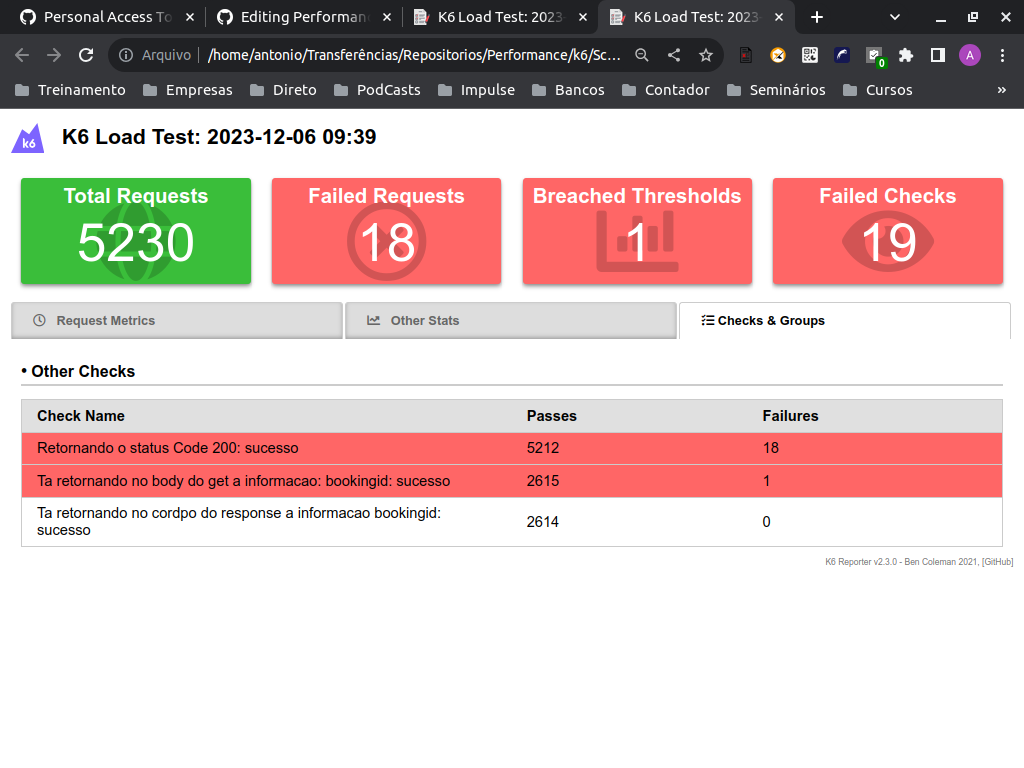 Personal Access To
Editing Performan
K6 Load Test: 2023-
K6 Load Test: 2023-
Arquivo
/home/antonio/Transferências/Repositorios/Performance/k6/Sc...
0
A
Treinamento
Empresas
Direto
PodCasts
Impulse
Bancos
Contador
Seminários
Cursos
»
k6
K6 Load Test: 2023-12-06 09:39
Total Requests
5230
Failed Requests
18
Breached Thresholds
1
Failed Checks
19
Request Metrics
Other Stats
Checks & Groups
• Other Checks
Check Name Passes Failures
Retornando o status Code 200: sucesso 5212 18
Ta retornando no body do get a informacao: bookingid: sucesso 2615 1
Ta retornando no cordpo do response a informacao bookingid:
sucesso
2614 0
K6 Reporter v2.3.0 - Ben Coleman 2021, [GitHub]